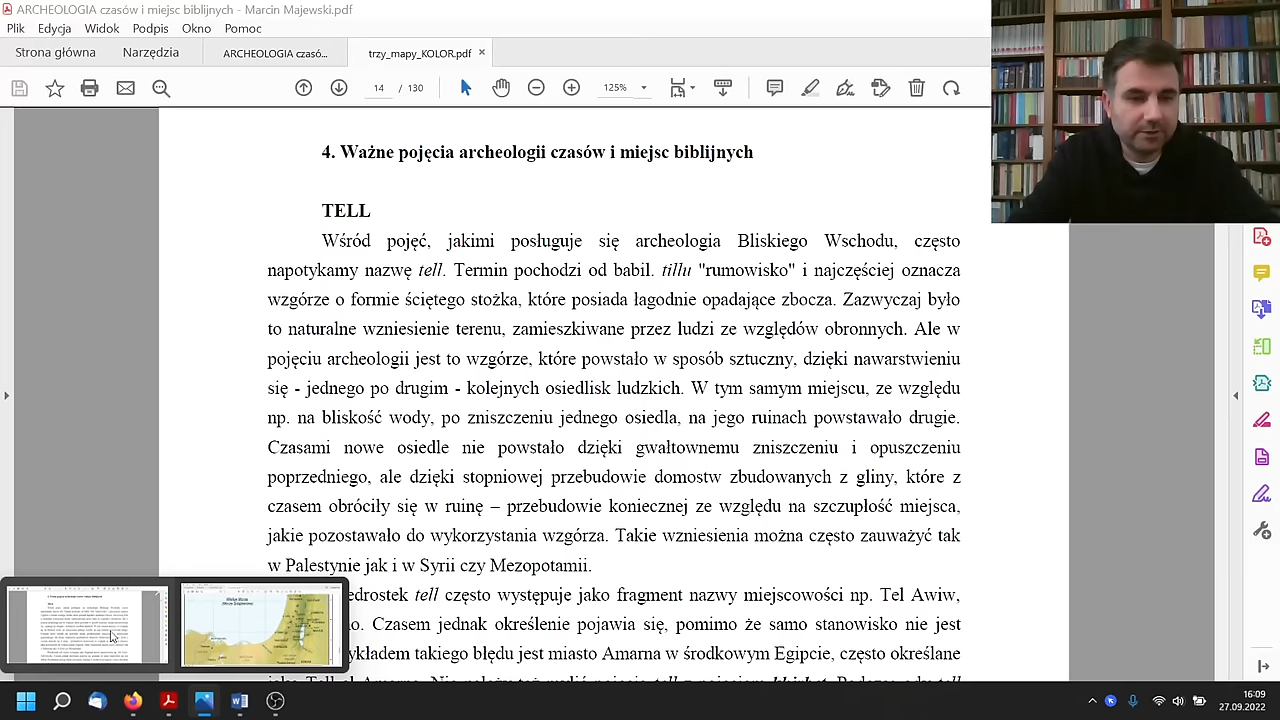 ARCHEOLOGIA czasów i miejsc biblijnych - Marcin Majewski.pdf
Plik Edycja Widok Podpis Okno Pomoc
Strona główna Narzędzia ARCHEOLOGIA czasó... trzy_mapy_KOLOR.pdf ×
14 / 130 125%
4. Ważne pojęcia archeologii czasów i miejsc biblijnych
TELL
Wśród pojęć, jakimi posługuje się archeologia Bliskiego Wschodu, często
napotykamy nazwę tell. Termin pochodzi od babil. tillu "rumowisko" i najczęściej oznacza
wzgórze o formie ściętego stożka, które posiada łagodnie opadające zbocza. Zazwyczaj było
to naturalne wzniesienie terenu, zamieszkiwane przez ludzi ze względów obronnych. Ale w
pojęciu archeologii jest to wzgórze, które powstało w sposób sztuczny, dzięki nawarstwieniu
się - jednego po drugim - kolejnych osiedlisk ludzkich. W tym samym miejscu, ze względu
np. na bliskość wody, po zniszczeniu jednego osiedla, na jego ruinach powstawało drugie.
Czasami nowe osiedle nie powstało dzięki gwałtownemu zniszczeniu i opuszczeniu
poprzedniego, ale dzięki stopniowej przebudowie domostw zbudowanych z gliny, które z
czasem obróciły się w ruinę – przebudowie koniecznej ze względu na szczupłość miejsca,
jakie pozostawało do wykorzystania wzgórza. Takie wzniesienia można często zauważyć tak
w Palestynie jak i w Syrii czy Mezopotamii.
edrostek tell często występuje jako fragment nazwy miejscowości np. Tel Awiw,
o. Czasem jednak określenie pojawia się, pomimo że samo stanowisko nie jest
ykładem takiego błędu jest miasto Amarna w środkowym Egipcie, często określane
16:09
27.09.2022